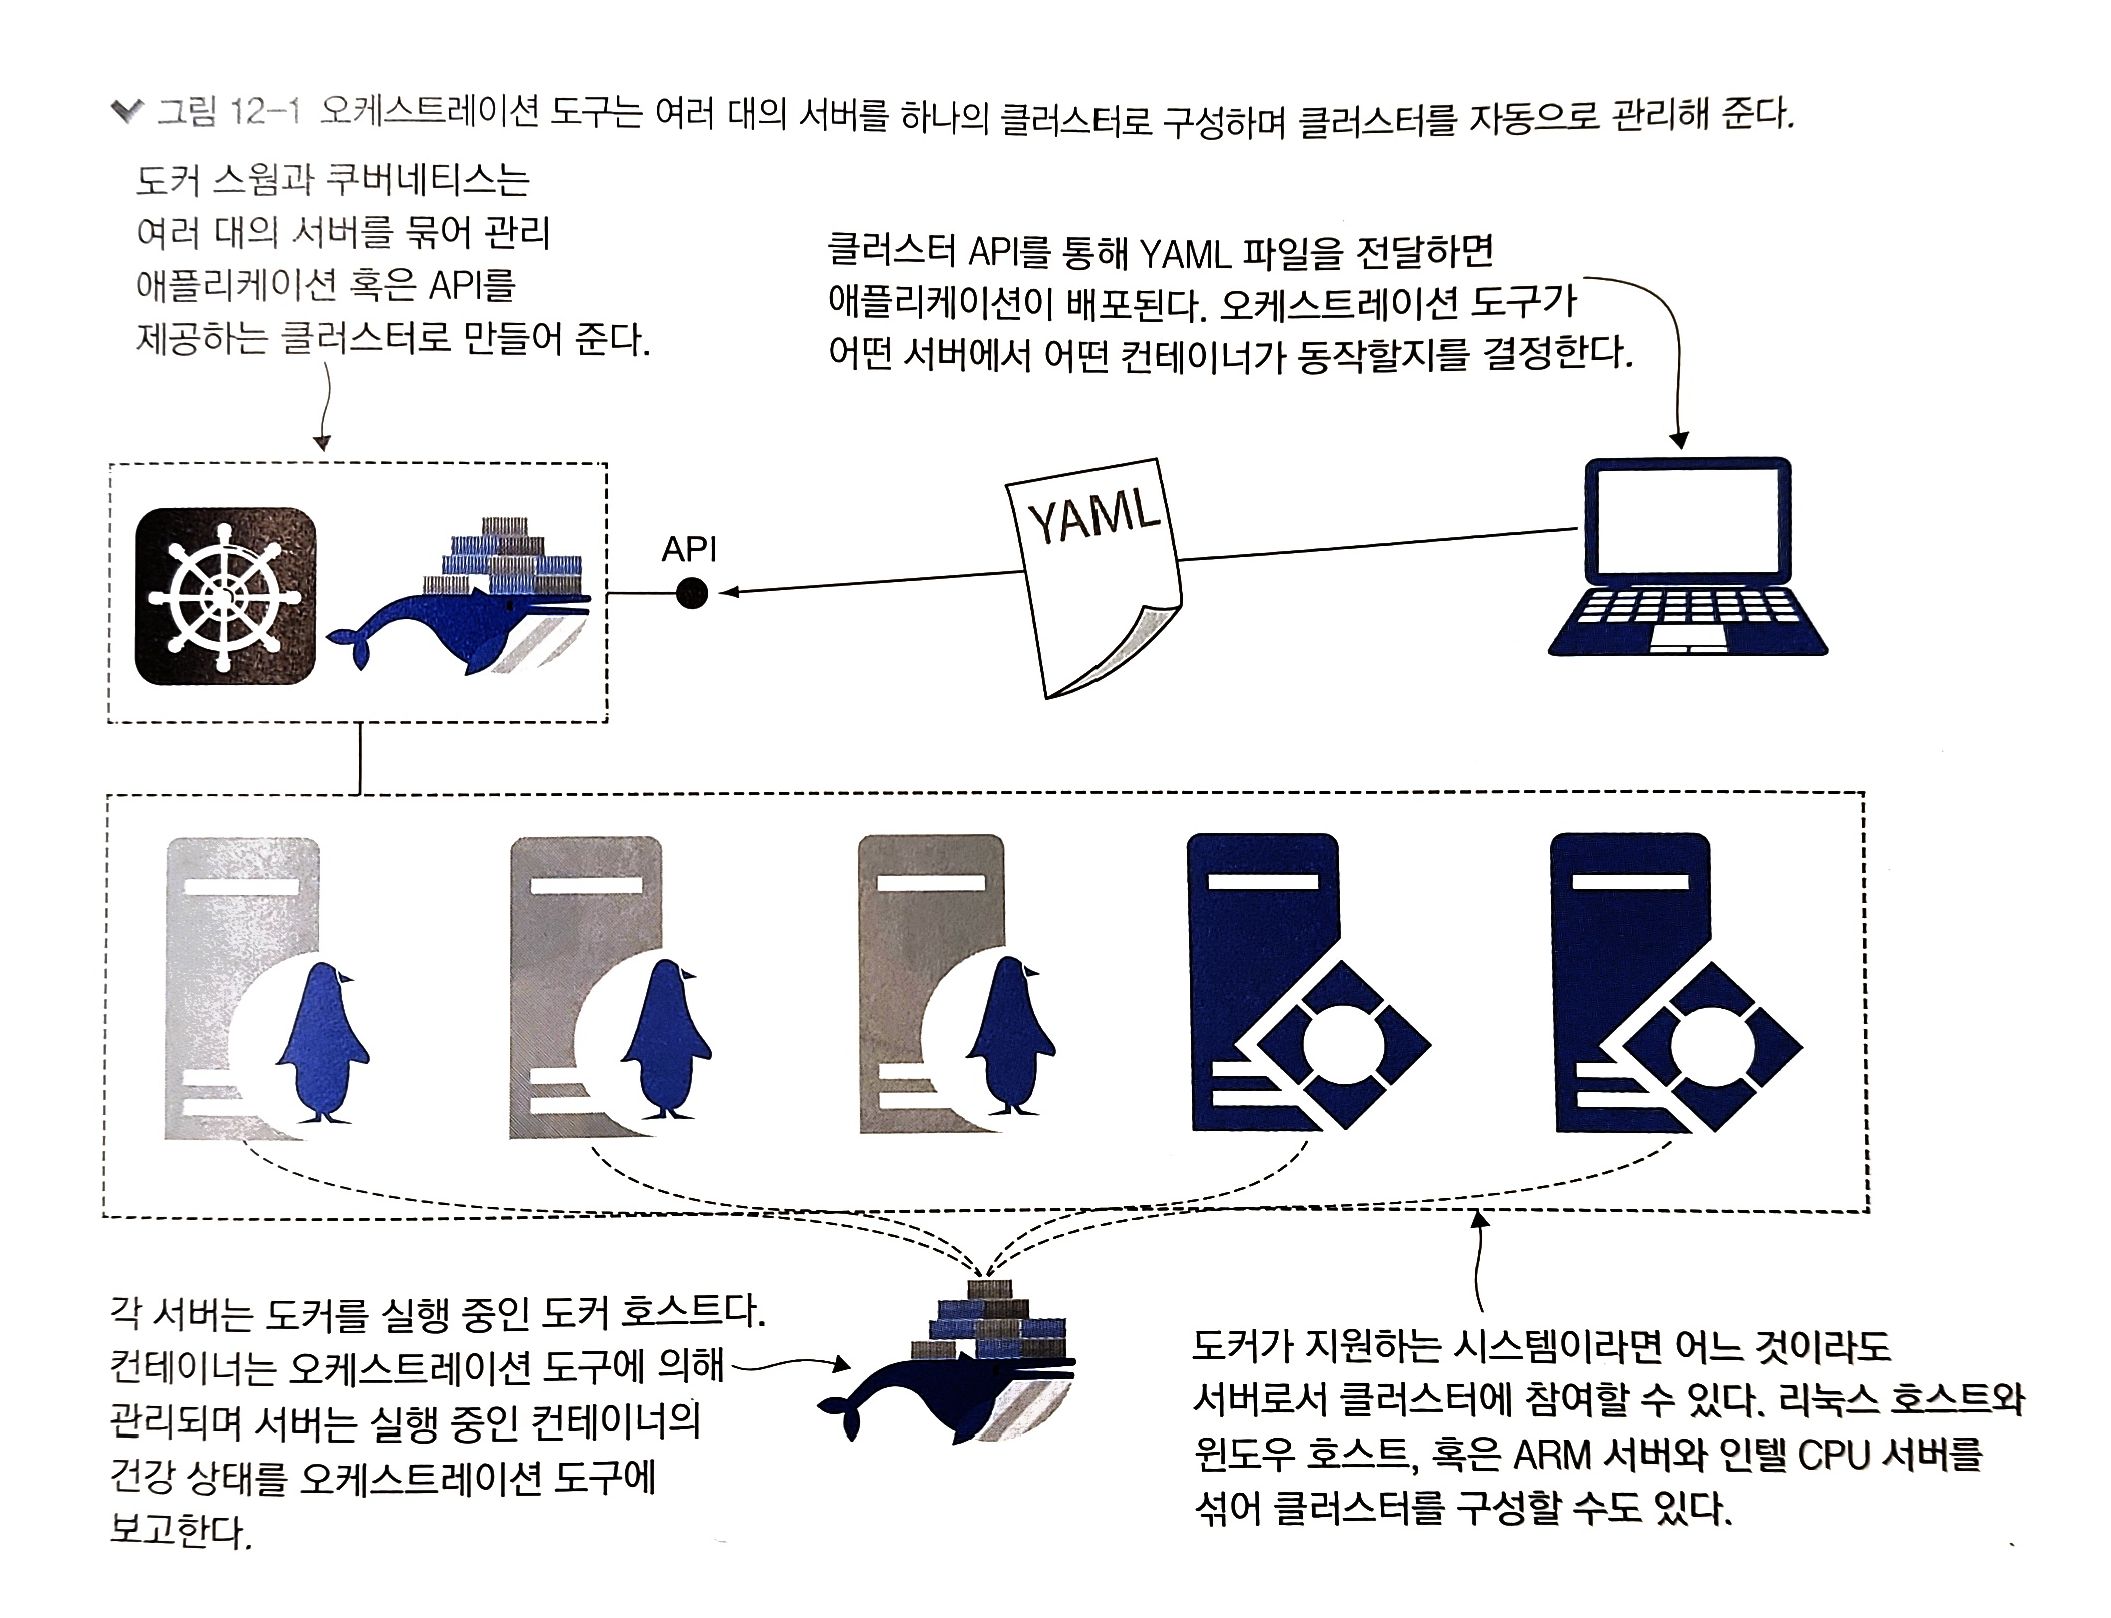 그림 12-1 오케스트레이션 도구는 여러 대의 서버를 하나의 클러스터로 구성하며 클러스터를 자동으로 관리해 준다.
도커 스웜과 쿠버네티스는
여러 대의 서버를 묶어 관리
애플리케이션 혹은 API를
제공하는 클러스터로 만들어 준다.
클러스터 API를 통해 YAML 파일을 전달하면
애플리케이션이 배포된다. 오케스트레이션 도구가
어떤 서버에서 어떤 컨테이너가 동작할지를 결정한다.
API
YAML
각 서버는 도커를 실행 중인 도커 호스트다.
컨테이너는 오케스트레이션 도구에 의해
관리되며 서버는 실행 중인 컨테이너의
건강 상태를 오케스트레이션 도구에
보고한다.
도커가 지원하는 시스템이라면 어느 것이라도
서버로서 클러스터에 참여할 수 있다. 리눅스 호스트와
윈도우 호스트, 혹은 ARM 서버와 인텔 CPU 서버를
섞어 클러스터를 구성할 수도 있다.